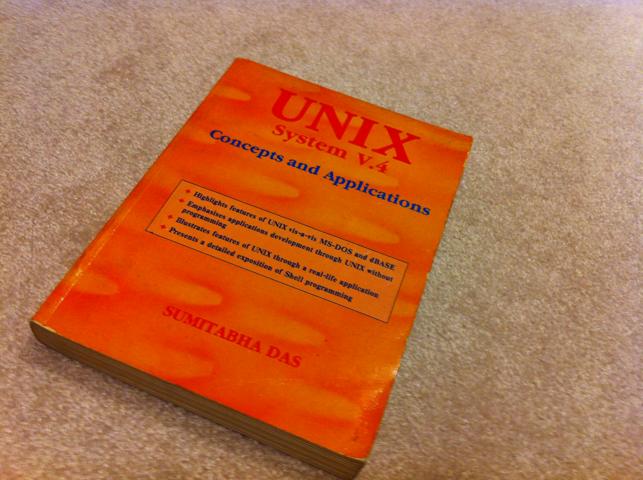 UNIX
System V.4
Concepts and Applications
Highlights features of UNIX vis-a-vis MS-DOS and dBASE
Emphasises applications development through UNIX without
programming
Illustrates features of UNIX through a real-life application
Presents a detailed exposition of Shell programming
SUMITABHA DAS